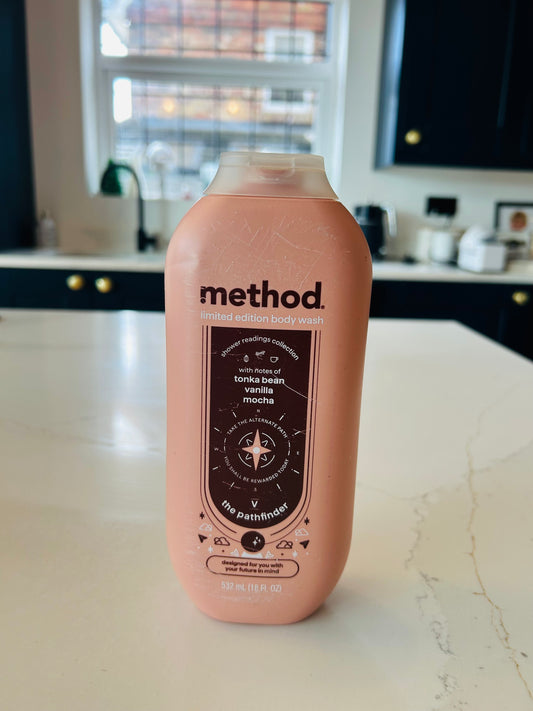 method.
limited edition body wash
shower readings collection
with notes of
tonka bean
vanilla
mocha
N
TAKE THE ALTERNATE PATH
W
E
YOU SHALL BE REWARDED TODAY
S
V
the pathfinder
designed for you with
your future in mind
532 mL (18 FL OZ)